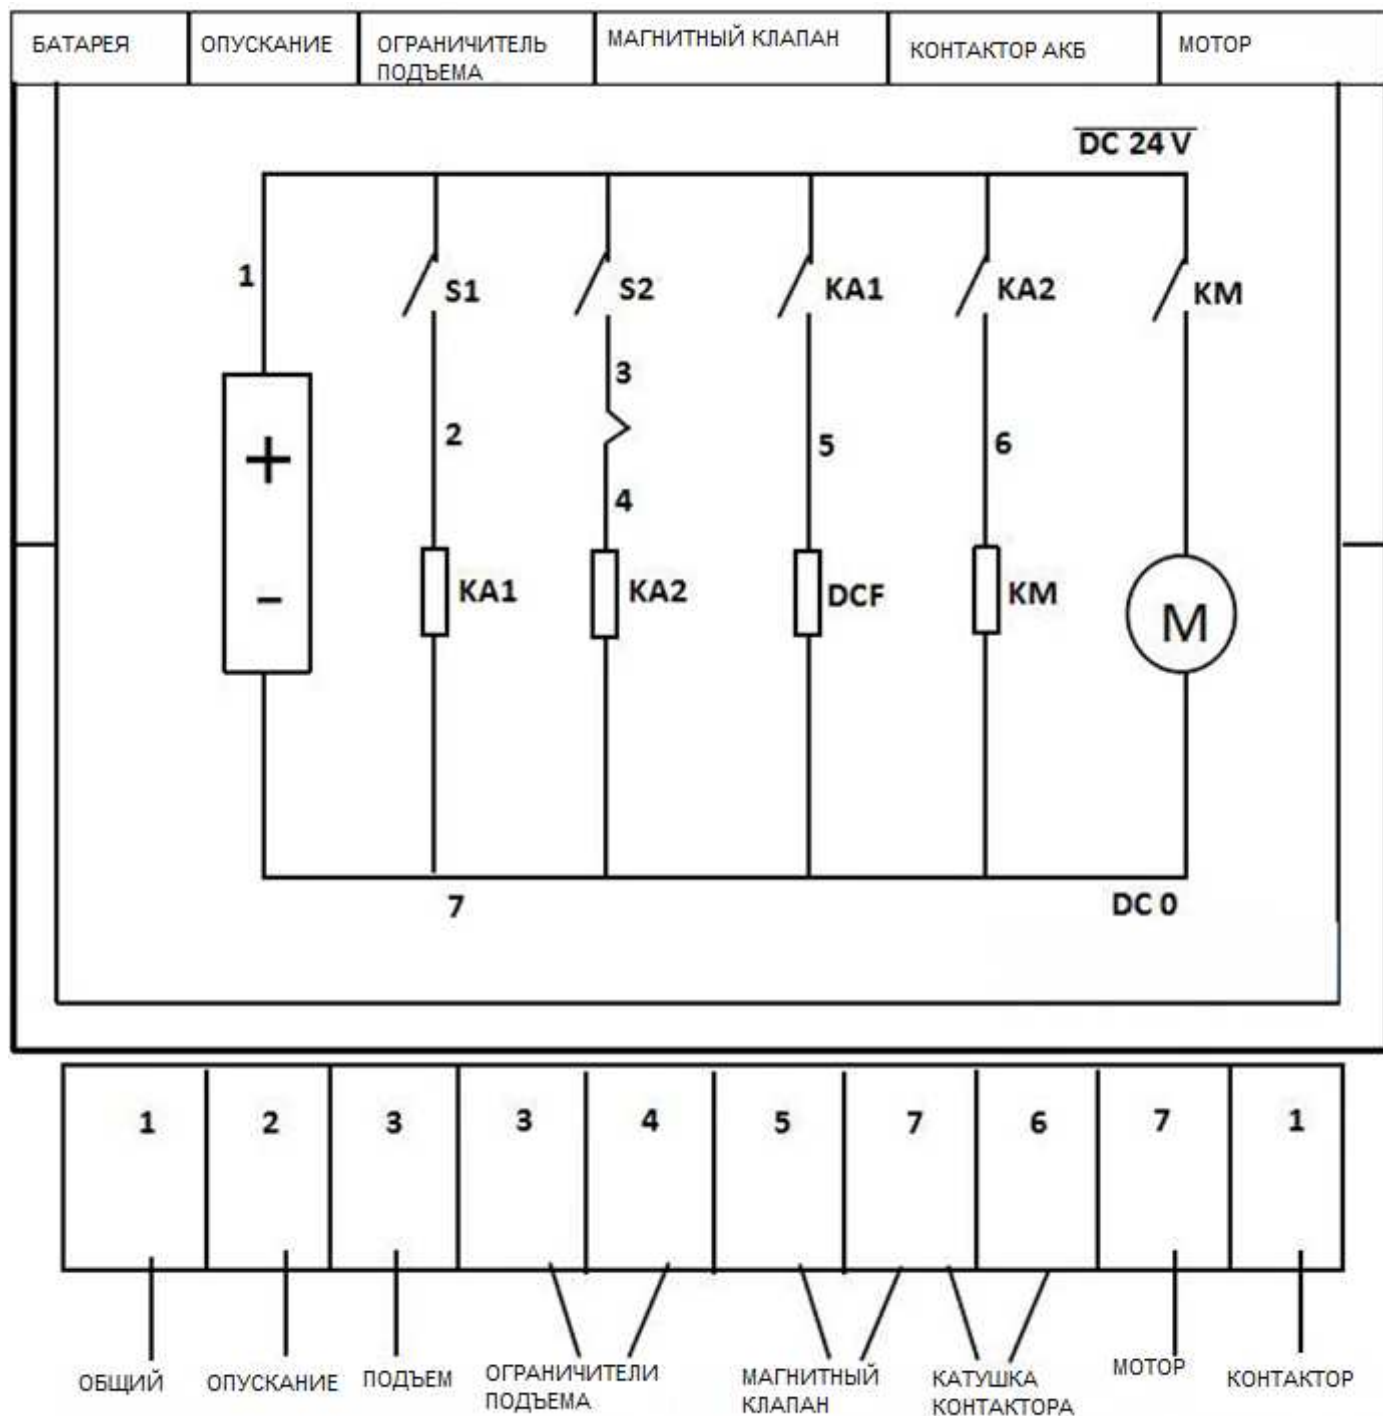 БАТАРЕЯ
ОПУСКАНИЕ
ОГРАНИЧИТЕЛЬ
ПОДЪЕМА
МАГНИТНЫЙ КЛАПАН
КОНТАКТОР АКБ
МОТОР
DC 24 V
1
S1
S2
KA1
KA2
KM
3
2
5
6
4
+
-
KA1
KA2
DCF
KM
M
7
DC 0
1
2
3
3
4
5
7
6
7
1
ОБЩИЙ
ОПУСКАНИЕ
ПОДЪЕМ
ОГРАНИЧИТЕЛИ
ПОДЪЕМА
МАГНИТНЫЙ
КЛАПАН
КАТУШКА
КОНТАКТОРА
МОТОР
КОНТАКТОР